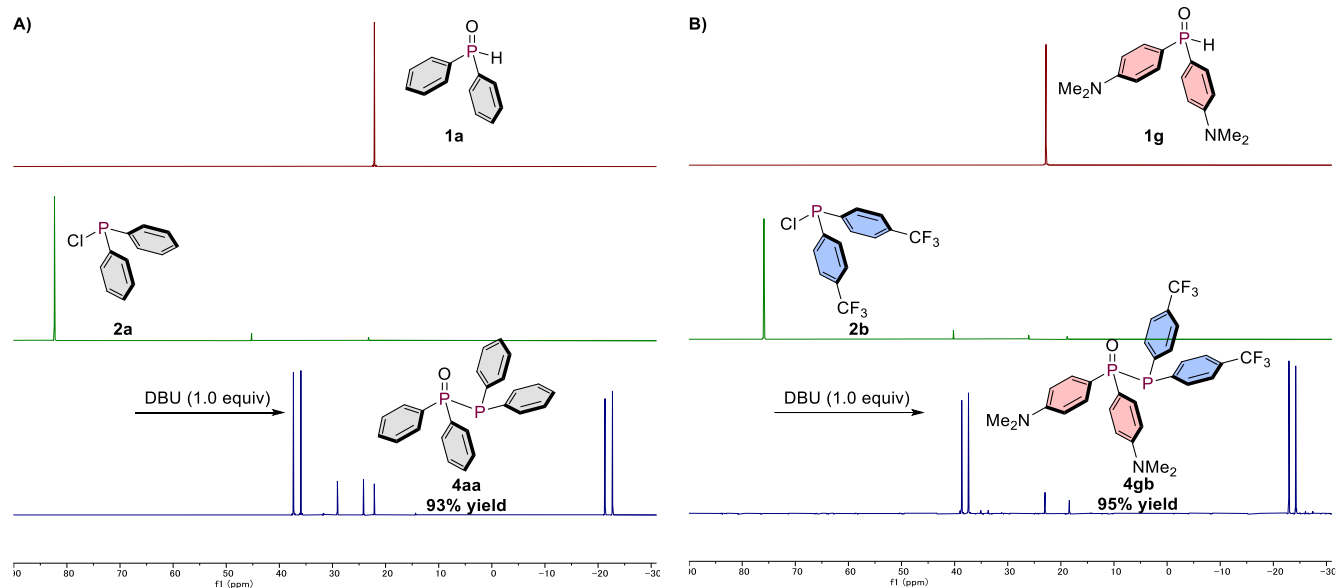 A)
O
P
H
1a
Cl
P
2a
DBU (1.0 equiv)
O
P
P
4aa
93% yield
90
80
70
60
50
40
30
20
10
0
-10
-20
-30
f1 (ppm)
B)
O
P
H
Me2N
NMe2
1g
Cl
P
CF3
CF3
2b
DBU (1.0 equiv)
CF3
O
P
P
CF3
Me2N
NMe2
4gb
95% yield
90
80
70
60
50
40
30
20
10
0
-10
-20
-30
f1 (ppm)